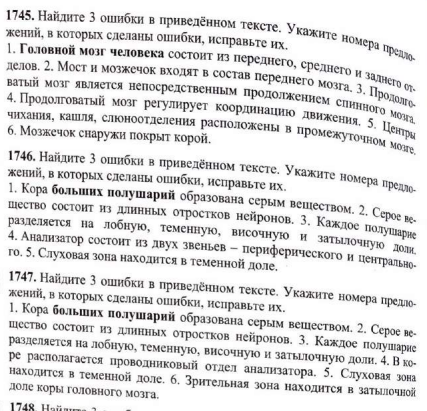 1745. Найдите 3 ошибки в приведённом тексте. Укажите номера предло-
жений, в которых сделаны ошибки, исправьте их.
1. Головной мозг человека состоит из переднего, среднего и заднего от-
делов. 2. Мост и мозжечок входят в состав переднего мозга. 3. Продолго-
ватый мозг является непосредственным продолжением спинного мозга.
4. Продолговатый мозг регулирует координацию движения. 5. Центры
чихания, кашля, слюноотделения расположены в промежуточном мозге.
6. Мозжечок снаружи покрыт корой.
1746. Найдите 3 ошибки в приведённом тексте. Укажите номера предло-
жений, в которых сделаны ошибки, исправьте их.
1. Кора больших полушарий образована серым веществом. 2. Серое ве-
щество состоит из длинных отростков нейронов. 3. Каждое полушарие
разделяется на лобную, теменную, височную и затылочную доли.
4. Анализатор состоит из двух звеньев – периферического и центрально-
го. 5. Слуховая зона находится в теменной доле.
1747. Найдите 3 ошибки в приведённом тексте. Укажите номера предло-
жений, в которых сделаны ошибки, исправьте их.
1. Кора больших полушарий образована серым веществом. 2. Серое ве-
щество состоит из длинных отростков нейронов. 3. Каждое полушарие
разделяется на лобную, теменную, височную и затылочную доли. 4. В ко-
ре располагается проводниковый отдел анализатора. 5. Слуховая зона
находится в теменной доле. 6. Зрительная зона находится в затылочной
доле коры головного мозга.
1748. Найдите 3